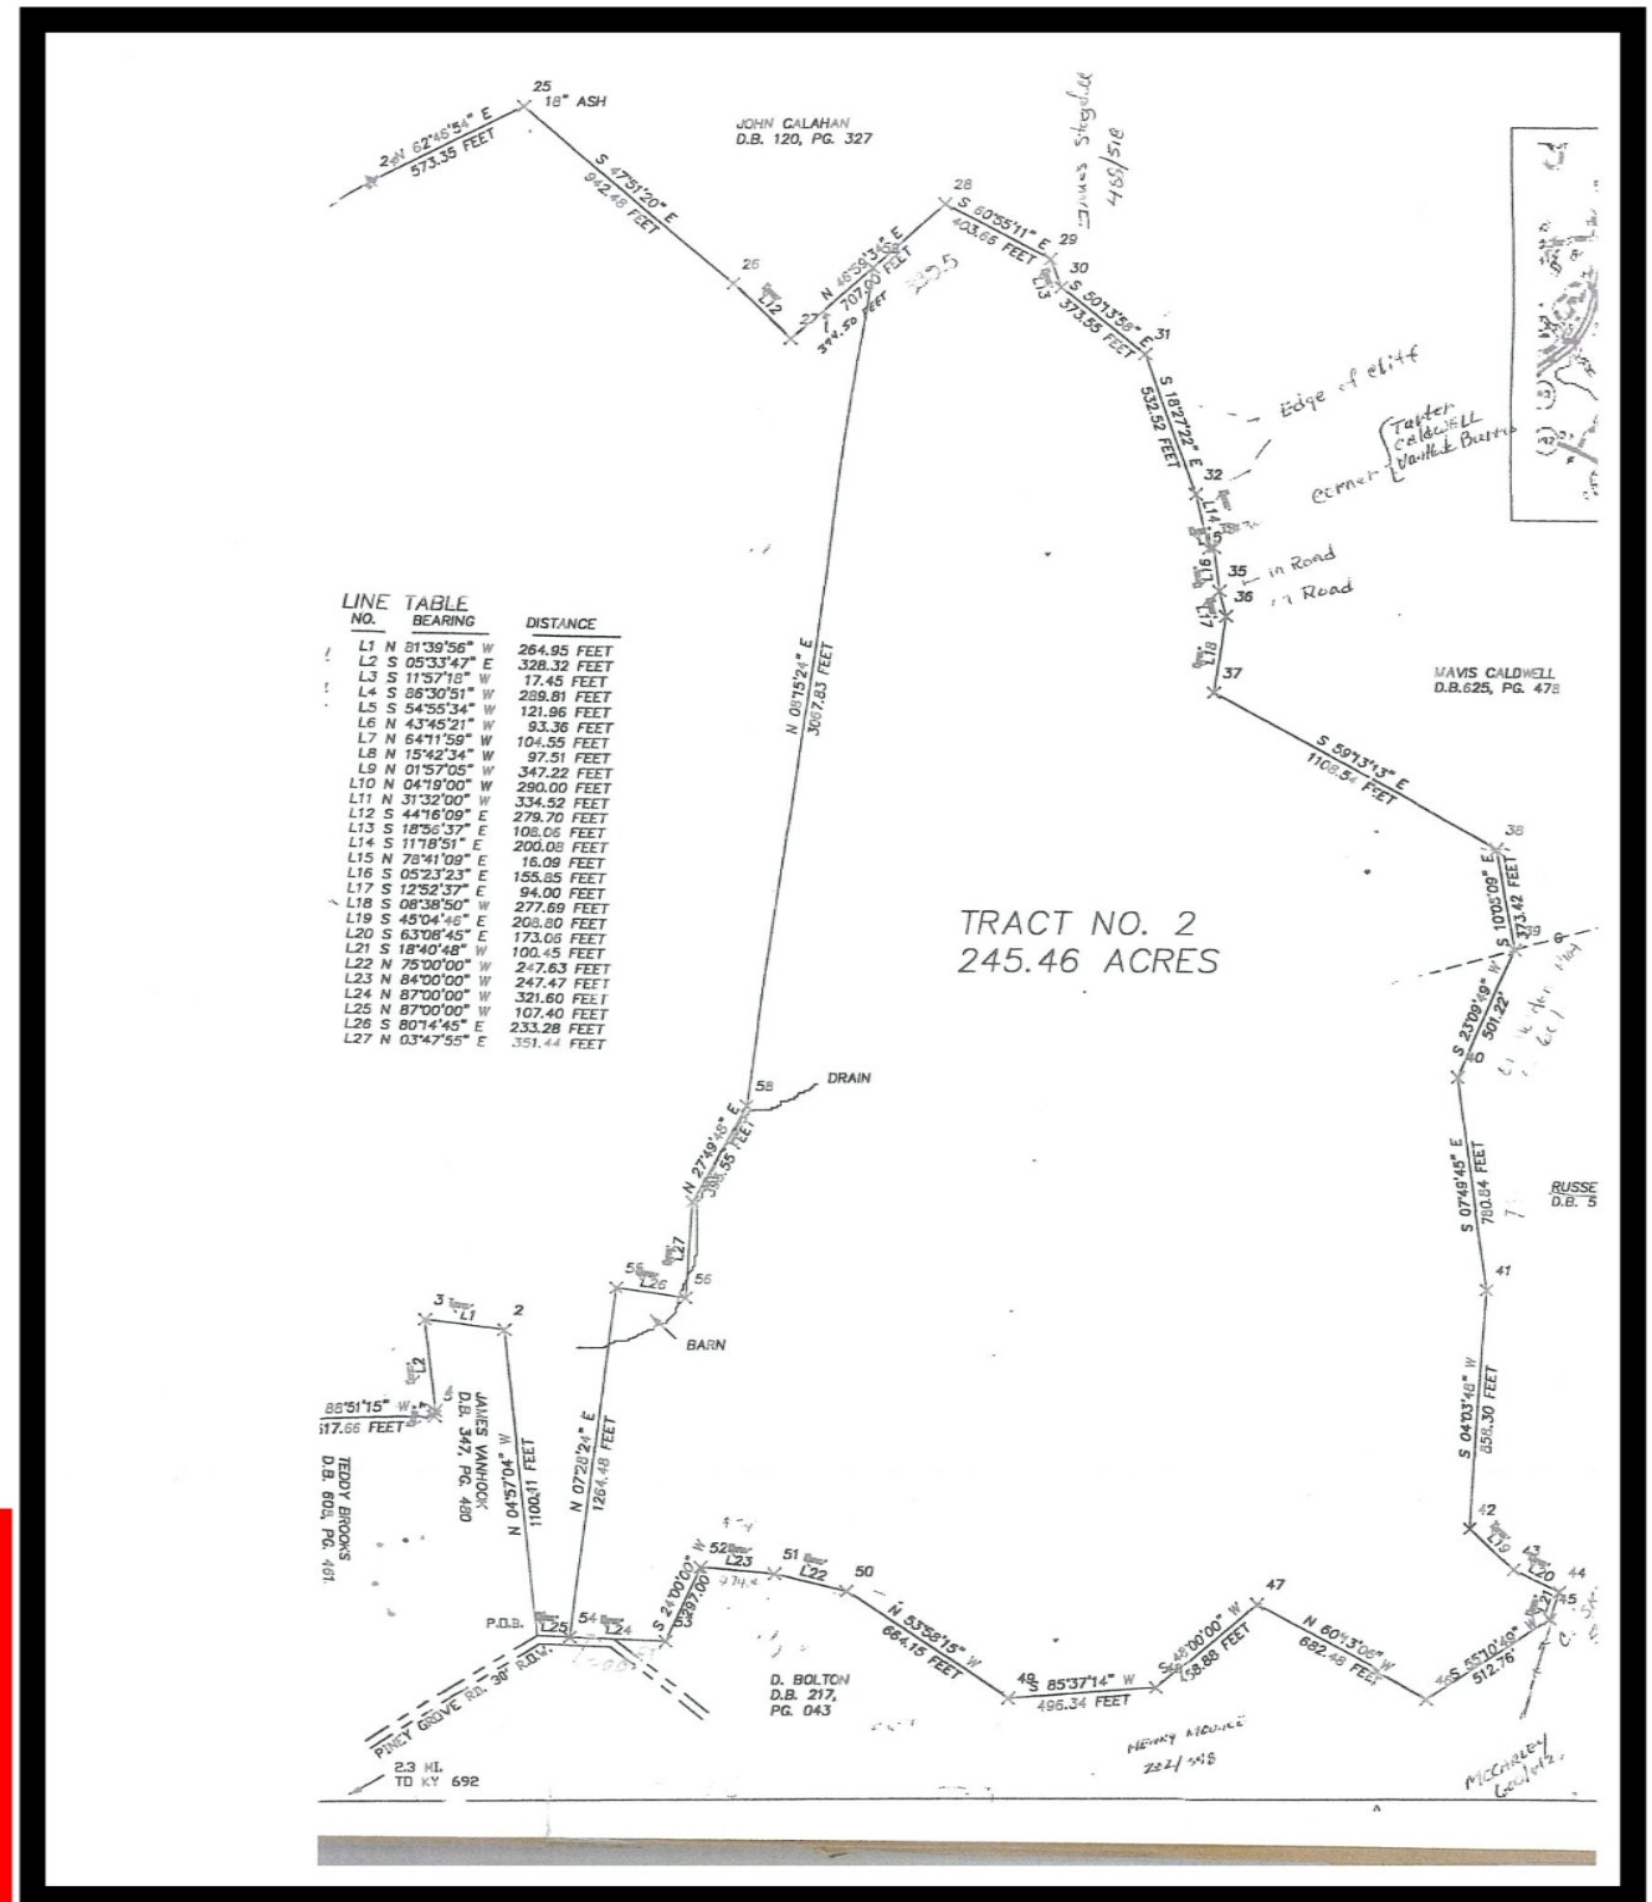 25
18" ASH
N 62°46'54" E
573.35 FEET
JOHN CALAHAN
D.B. 120, PG. 327
S 47°51'20" E
942.48 FEET
26
L12
27
N 46°59'34" E
707.00 FEET
374.50 FEET
28
S 60°55'11" E
403.66 FEET
29
30
L13
S 50°13'58" E
373.55 FEET
31
S 18°27'22" E
532.52 FEET
Edge of Cliff
Corner
CALDWELL
32
L14
L16
35
in Road
36
in Road
L17
L18
37
MAVIS CALDWELL
D.B.625, PG. 478
S 59°13'13" E
1108.54 FEET
38
S 10°05'09" E
373.42 FEET
39
S 23°09'49" W
501.22'
40
S 07°49'45" E
780.84 FEET
RUSSE
D.B. 5
41
S 04°03'48" W
858.30 FEET
42
L19
43
L20
44
L21
45
S 55°10'49" W
512.76'
46
N 60°13'06" W
682.48 FEET
47
S 48°00'00" W
49
S 85°37'14" W
496.34 FEET
N 53°58'15" W
664.15 FEET
50
L22
51
L23
52
S 24°00'00" W
297.00'
53
L24
54
L25
P.O.B.
LINE TABLE
NO. BEARING DISTANCE
L1 N 81°39'56" W 264.95 FEET
L2 S 05°33'47" E 328.32 FEET
L3 S 11°57'18" W 17.45 FEET
L4 S 86°30'51" W 289.81 FEET
L5 S 54°55'34" W 121.96 FEET
L6 N 43°45'21" W 93.36 FEET
L7 N 64°11'59" W 104.55 FEET
L8 N 15°42'34" W 97.51 FEET
L9 N 01°57'05" W 347.22 FEET
L10 N 04°19'00" W 290.00 FEET
L11 N 31°32'00" W 334.52 FEET
L12 S 44°16'09" E 279.70 FEET
L13 S 18°56'37" E 108.06 FEET
L14 S 11°18'51" E 200.08 FEET
L15 N 78°41'09" E 16.09 FEET
L16 S 05°23'23" E 155.85 FEET
L17 S 12°52'37" E 94.00 FEET
L18 S 08°38'50" W 277.69 FEET
L19 S 45°04'46" E 208.80 FEET
L20 S 63°08'45" E 173.06 FEET
L21 S 18°40'48" W 100.45 FEET
L22 N 75°00'00" W 247.63 FEET
L23 N 84°00'00" W 247.47 FEET
L24 N 87°00'00" W 321.60 FEET
L25 N 87°00'00" W 107.40 FEET
L26 S 80°14'45" E 233.28 FEET
L27 N 03°47'55" E 351.44 FEET
N 08°15'24" E
3067.83 FEET
TRACT NO. 2
245.46 ACRES
58
DRAIN
N 27°49'48" E
L27
56
L26
BARN
3
L1
2
L2
88°51'15" W
517.66 FEET
JAMES VANHOOK
D.B. 347, PG. 480
TEDDY BROOKS
D.B. 608, PG. 461
N 04°57'04" W
1100.11 FEET
N 07°28'24" E
1264.48 FEET
PINEY GROVE RD. 30' R.O.W.
2.3 MI.
TO KY 692
D. BOLTON
D.B. 217,
PG. 043
McCARLEY